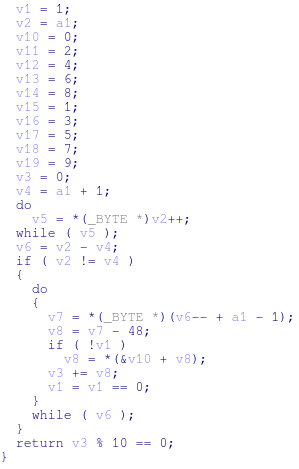 v1 = 1;
v2 = a1;
v10 = 0;
v11 = 2;
v12 = 4;
v13 = 6;
v14 = 8;
v15 = 1;
v16 = 3;
v17 = 5;
v18 = 7;
v19 = 9;
v3 = 0;
v4 = a1 + 1;
do
v5 = *(_BYTE *)v2++;
while ( v5 );
v6 = v2 - v4;
if ( v2 != v4 )
{
do
{
v7 = *(_BYTE *)(v6-- + a1 - 1);
v8 = v7 - 48;
if ( !v1 )
v8 = *(&v10 + v8);
v3 += v8;
v1 = v1 == 0;
}
while ( v6 );
}
return v3 % 10 == 0;
}